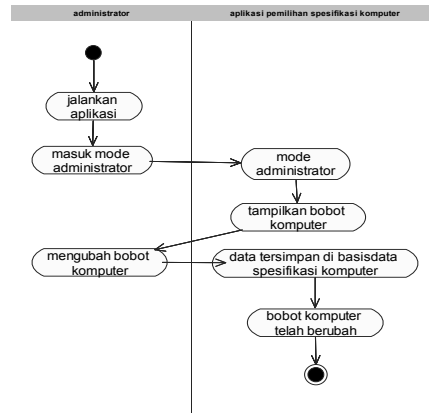 administrator
aplikasi pemilihan spesifikasi komputer
jalankan
aplikasi
masuk mode
administrator
mode
administrator
tampilkan bobot
komputer
mengubah bobot
komputer
data tersimpan di basisdata
spesifikasi komputer
bobot komputer
telah berubah